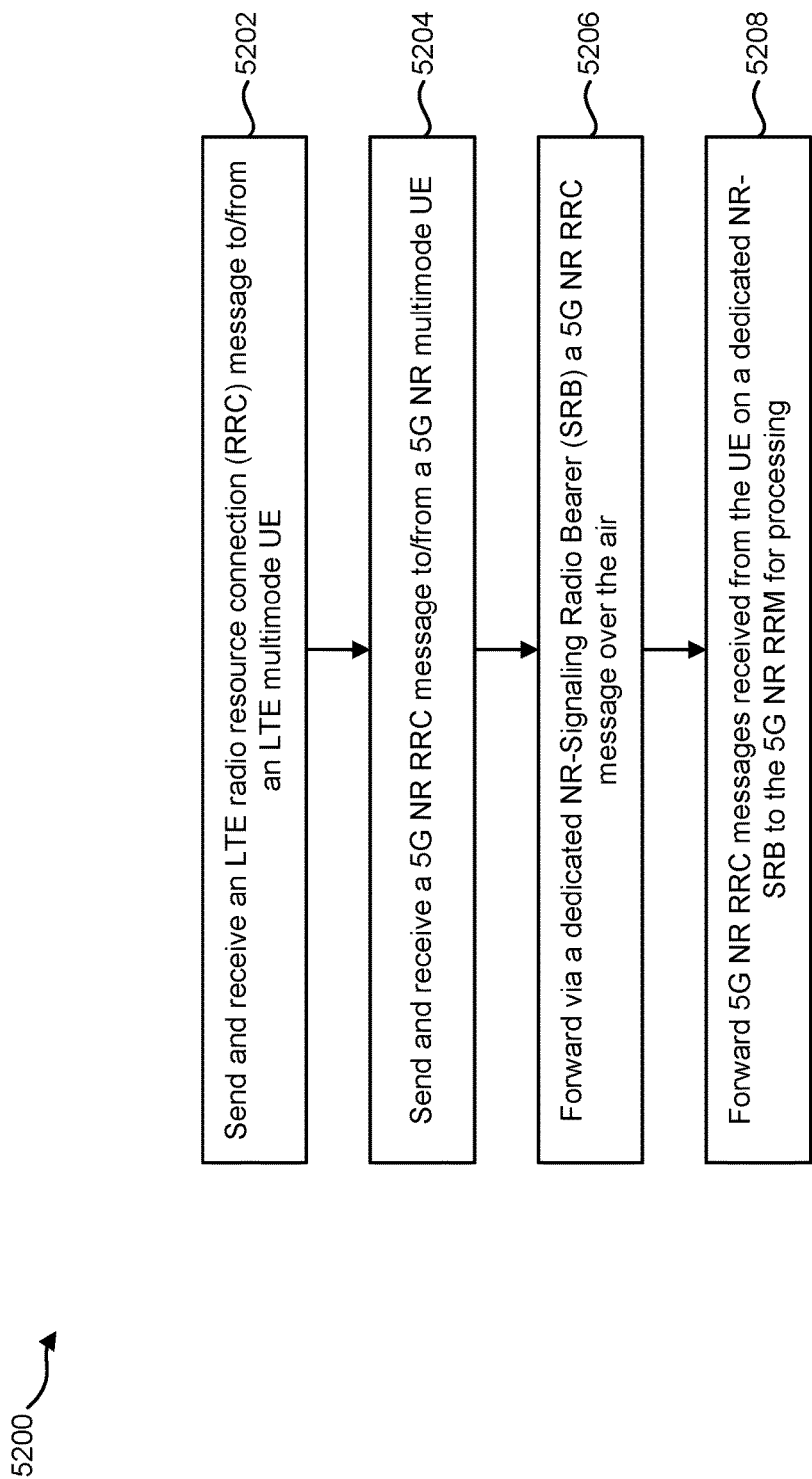 5200
Send and receive an LTE radio resource connection (RRC) message to/from
an LTE multimode UE
5202
Send and receive a 5G NR RRC message to/from a 5G NR multimode UE
5204
Forward via a dedicated NR-Signaling Radio Bearer (SRB) a 5G NR RRC
message over the air
5206
Forward 5G NR RRC messages received from the UE on a dedicated NR-
SRB to the 5G NR RRM for processing
5208